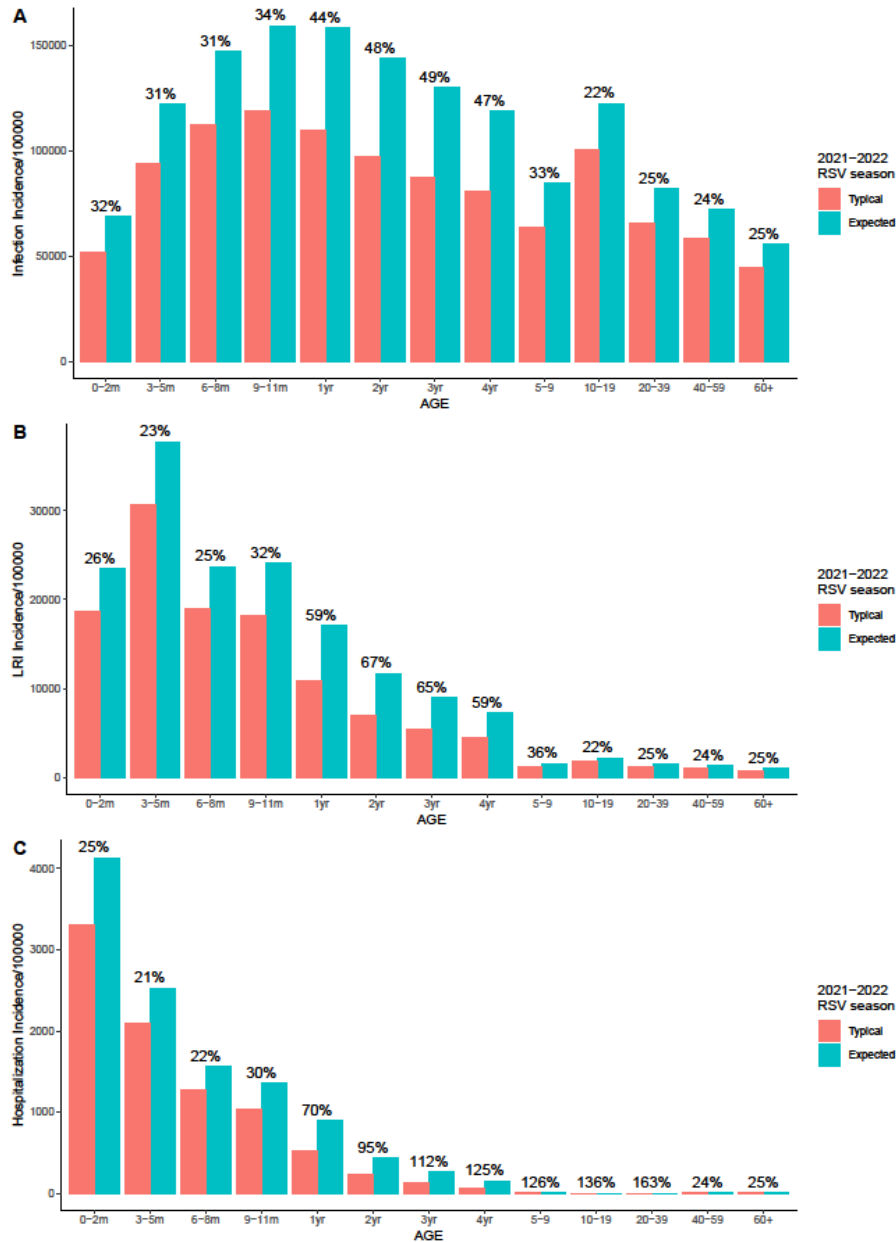 A
Infection Incidence/100000
150000
100000
50000
0
32%
31%
31%
34%
44%
48%
49%
47%
33%
22%
25%
24%
25%
0-2m 3-5m 6-8m 9-11m 1yr 2yr 3yr 4yr 5-9 10-19 20-39 40-59 60+
AGE
2021-2022
RSV season
Typical
Expected
B
LRI Incidence/100000
30000
20000
10000
0
26%
23%
25%
32%
59%
67%
65%
59%
36%
22%
25%
24%
25%
0-2m 3-5m 6-8m 9-11m 1yr 2yr 3yr 4yr 5-9 10-19 20-39 40-59 60+
AGE
2021-2022
RSV season
Typical
Expected
C
Hospitalization Incidence/100000
4000
3000
2000
1000
0
25%
21%
22%
30%
70%
95%
112%
125%
126%
136%
163%
24%
25%
0-2m 3-5m 6-8m 9-11m 1yr 2yr 3yr 4yr 5-9 10-19 20-39 40-59 60+
AGE
2021-2022
RSV season
Typical
Expected